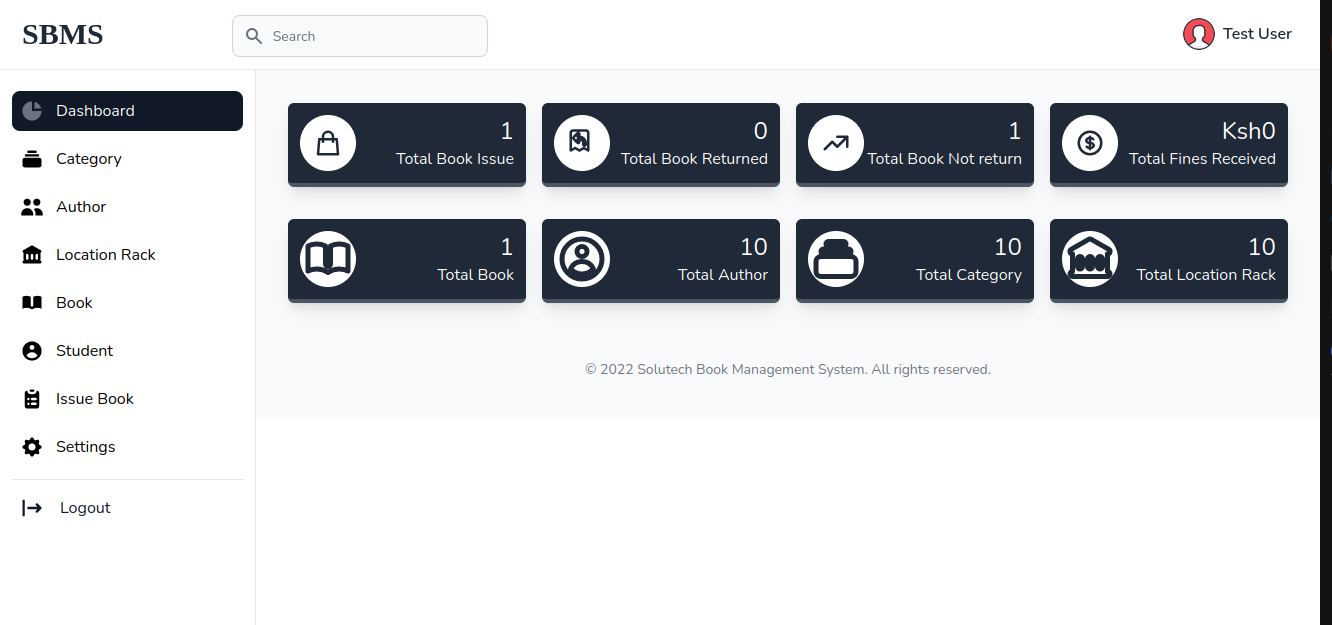 SBMS
Search
Test User
Dashboard
Category
Author
Location Rack
Book
Student
Issue Book
Settings
Logout
1
Total Book Issue
0
Total Book Returned
1
Total Book Not return
Ksh0
Total Fines Received
1
Total Book
10
Total Author
10
Total Category
10
Total Location Rack
© 2022 Solutech Book Management System. All rights reserved.